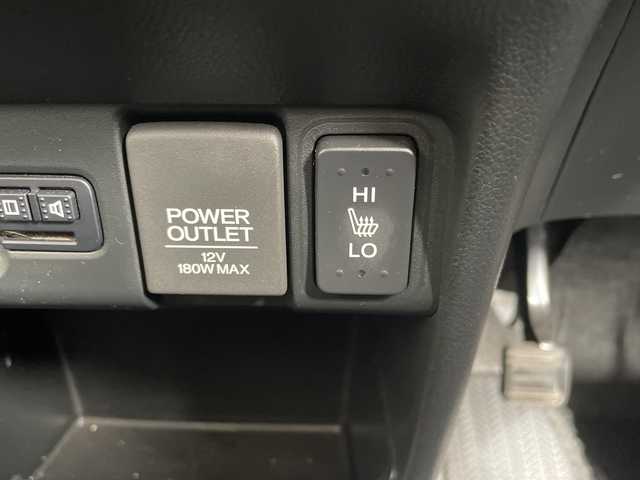 POWER
OUTLET
12V
180W MAX
HI
LO